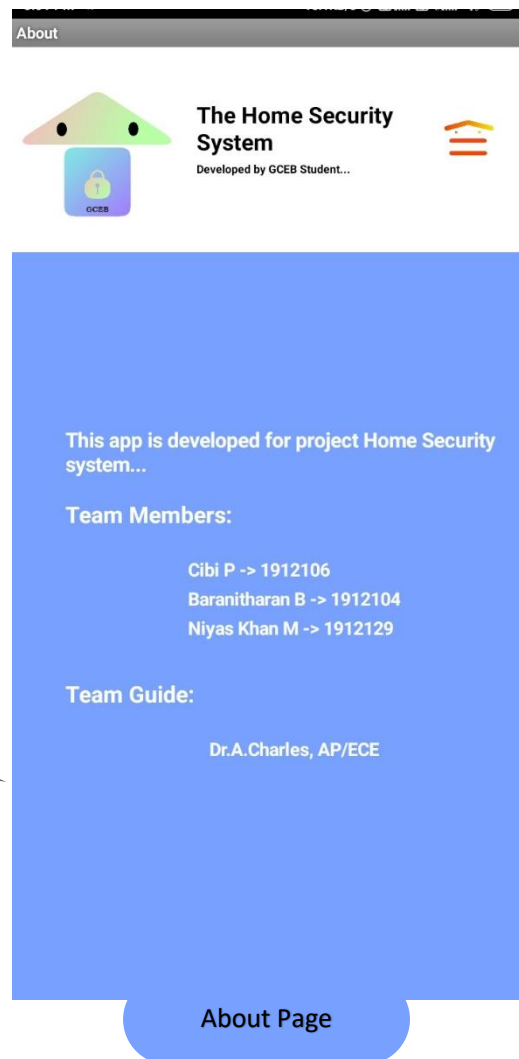 About
The Home Security
System
Developed by GCEB Student...
GCEB
This app is developed for project Home Security
system...
Team Members:
Cibi P -> 1912106
Baranitharan B -> 1912104
Niyas Khan M -> 1912129
Team Guide:
Dr.A.Charles, AP/ECE
About Page